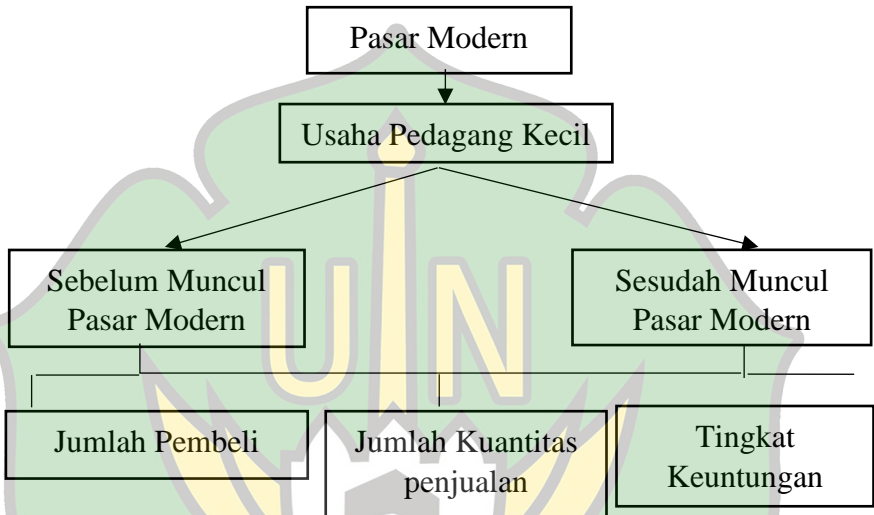 Pasar Modern
Usaha Pedagang Kecil
Sebelum Muncul
Pasar Modern
Sesudah Muncul
Pasar Modern
Jumlah Pembeli
Jumlah Kuantitas
penjualan
Tingkat
Keuntungan
UIN